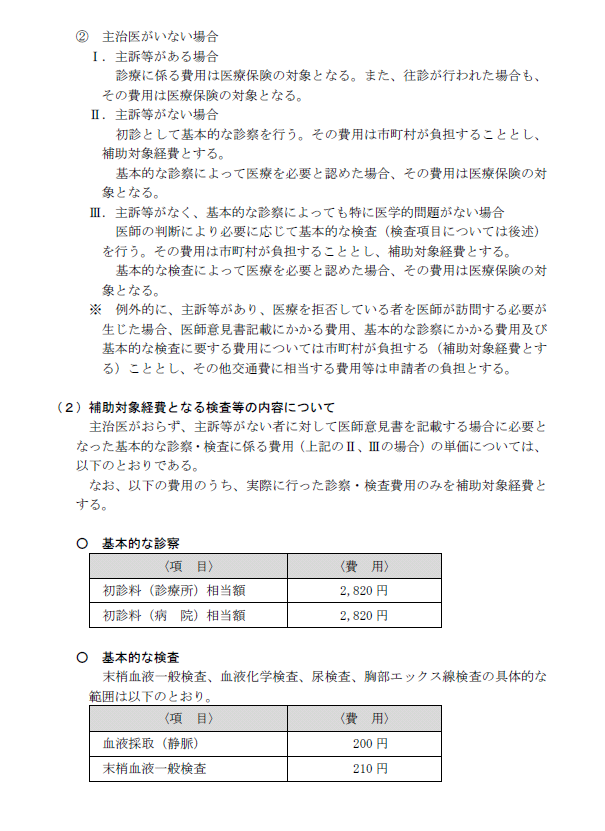 ② 主治医がいない場合
Ⅰ．主訴等がある場合
診療に係る費用は医療保険の対象となる。また、往診が行われた場合も、
その費用は医療保険の対象となる。
Ⅱ．主訴等がない場合
初診として基本的な診察を行う。その費用は市町村が負担することとし、
補助対象経費とする。
基本的な診察によって医療を必要と認めた場合、その費用は医療保険の対
象となる。
Ⅲ．主訴等がなく、基本的な診察によっても特に医学的問題がない場合
医師の判断により必要に応じて基本的な検査（検査項目については後述）
を行う。その費用は市町村が負担することとし、補助対象経費とする。
基本的な検査によって医療を必要と認めた場合、その費用は医療保険の対
象となる。
※ 例外的に、主訴等があり、医療を拒否している者を医師が訪問する必要が
生じた場合、医師意見書記載にかかる費用、基本的な診察にかかる費用及び
基本的な検査に要する費用については市町村が負担する（補助対象経費とす
る）こととし、その他交通費に相当する費用等は申請者の負担とする。
（２）補助対象経費となる検査等の内容について
主治医がおらず、主訴等がない者に対して医師意見書を記載する場合に必要と
なった基本的な診察・検査に係る費用（上記のⅡ、Ⅲの場合）の単価については、
以下のとおりである。
なお、以下の費用のうち、実際に行った診察・検査費用のみを補助対象経費と
する。
〇 基本的な診察
〈項 目〉 〈費 用〉
初診料（診療所）相当額 2,820 円
初診料（病 院）相当額 2,820 円
〇 基本的な検査
末梢血液一般検査、血液化学検査、尿検査、胸部エックス線検査の具体的な
範囲は以下のとおり。
〈項 目〉 〈費 用〉
血液採取（静脈） 200 円
末梢血液一般検査 210 円